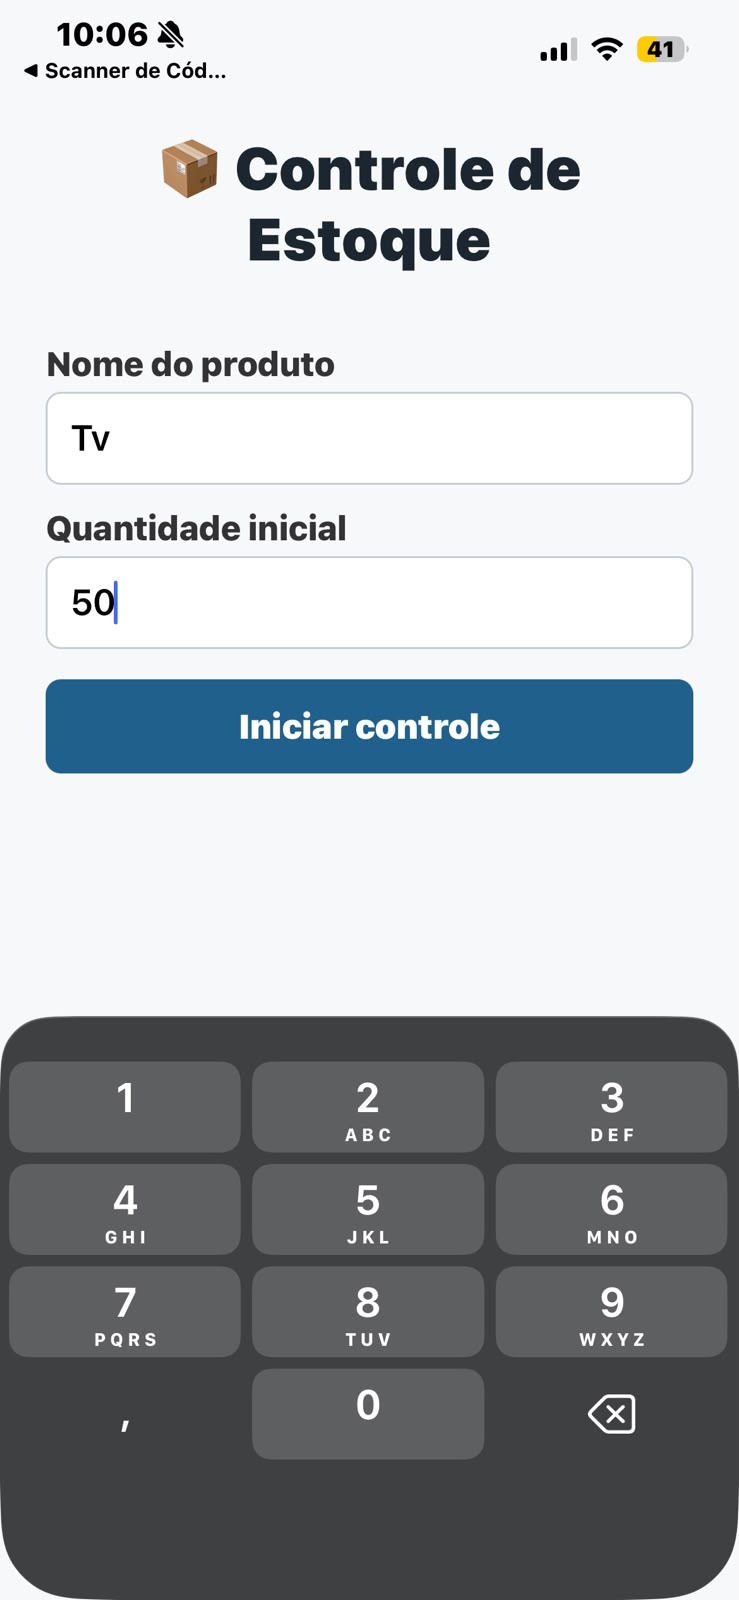 10:06
41
◀ Scanner de Cód...
📦 Controle de
Estoque
Nome do produto
Tv
Quantidade inicial
50
Iniciar controle
1
2
ABC
3
DEF
4
GHI
5
JKL
6
MNO
7
PQRS
8
TUV
9
WXYZ
,
0